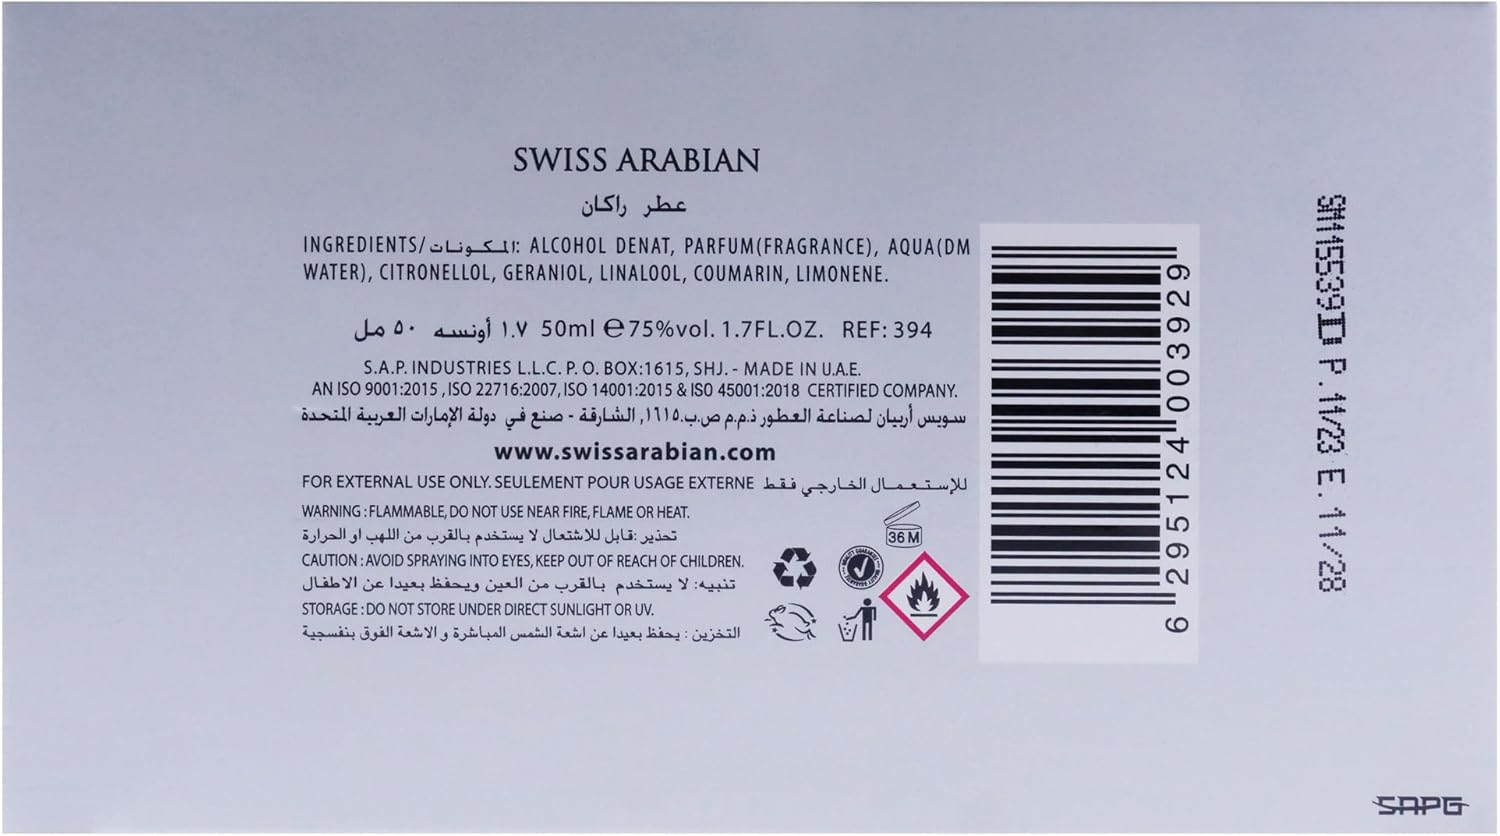 SWISS ARABIAN
عطر راكان
INGREDIENTS/المكونات: ALCOHOL DENAT, PARFUM(FRAGRANCE), AQUA(DM
WATER), CITRONELLOL, GERANIOL, LINALOOL, COUMARIN, LIMONENE.
٥٠ مل ١.٧ أونسه 50ml ℮75%vol. 1.7FL.OZ. REF: 394
S.A.P. INDUSTRIES L.L.C. P. O. BOX:1615, SHJ. - MADE IN U.A.E.
AN ISO 9001:2015 , ISO 22716:2007, ISO 14001:2015 & ISO 45001:2018 CERTIFIED COMPANY.
سويس أربيان لصناعة العطور ذ.م.م ص.ب.١٦١٥, الشارقة - صنع في دولة الإمارات العربية المتحدة
www.swissarabian.com
FOR EXTERNAL USE ONLY. SEULEMENT POUR USAGE EXTERNE للإستعمال الخارجي فقط
WARNING : FLAMMABLE, DO NOT USE NEAR FIRE, FLAME OR HEAT.
تحذير :قابل للاشتعال لا يستخدم بالقرب من اللهب او الحرارة
CAUTION : AVOID SPRAYING INTO EYES, KEEP OUT OF REACH OF CHILDREN.
تنبيه: لا يستخدم بالقرب من العين ويحفظ بعيدا عن الاطفال
STORAGE : DO NOT STORE UNDER DIRECT SUNLIGHT OR UV.
التخزين : يحفظ بعيدا عن اشعة الشمس المباشرة و الاشعة الفوق بنفسجية
36 M
QUALITY GUARANTEE
6 295124 003929
P. 11/23 E. 11/28
SAPG